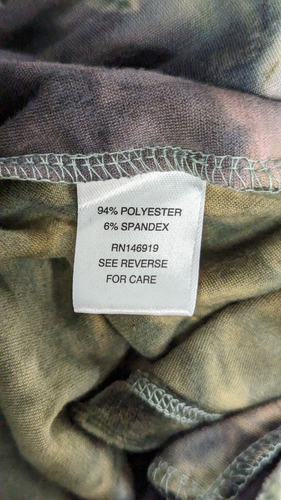 94% POLYESTER
6% SPANDEX
RN146919
SEE REVERSE
FOR CARE